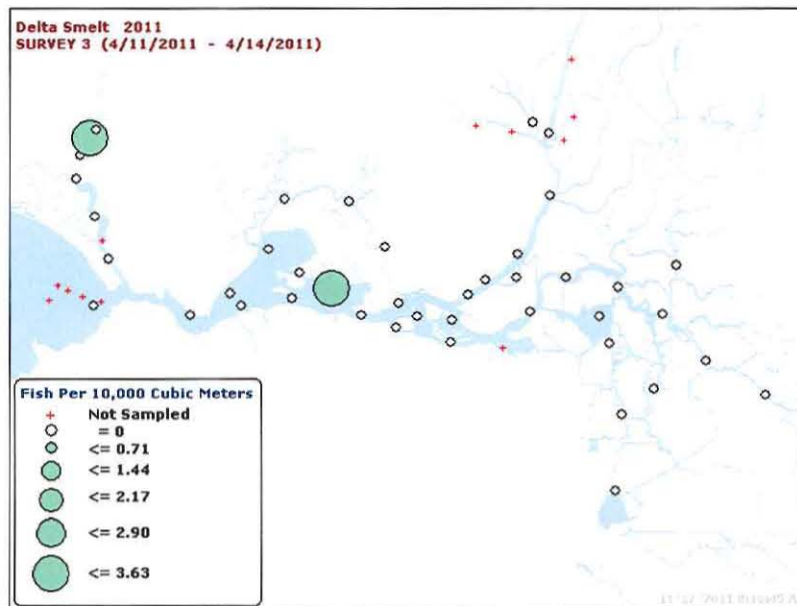 Delta Smelt 2011
SURVEY 3 (4/11/2011 - 4/14/2011)
Fish Per 10,000 Cubic Meters
Not Sampled
= 0
<= 0.71
<= 1.44
<= 2.17
<= 2.90
<= 3.63